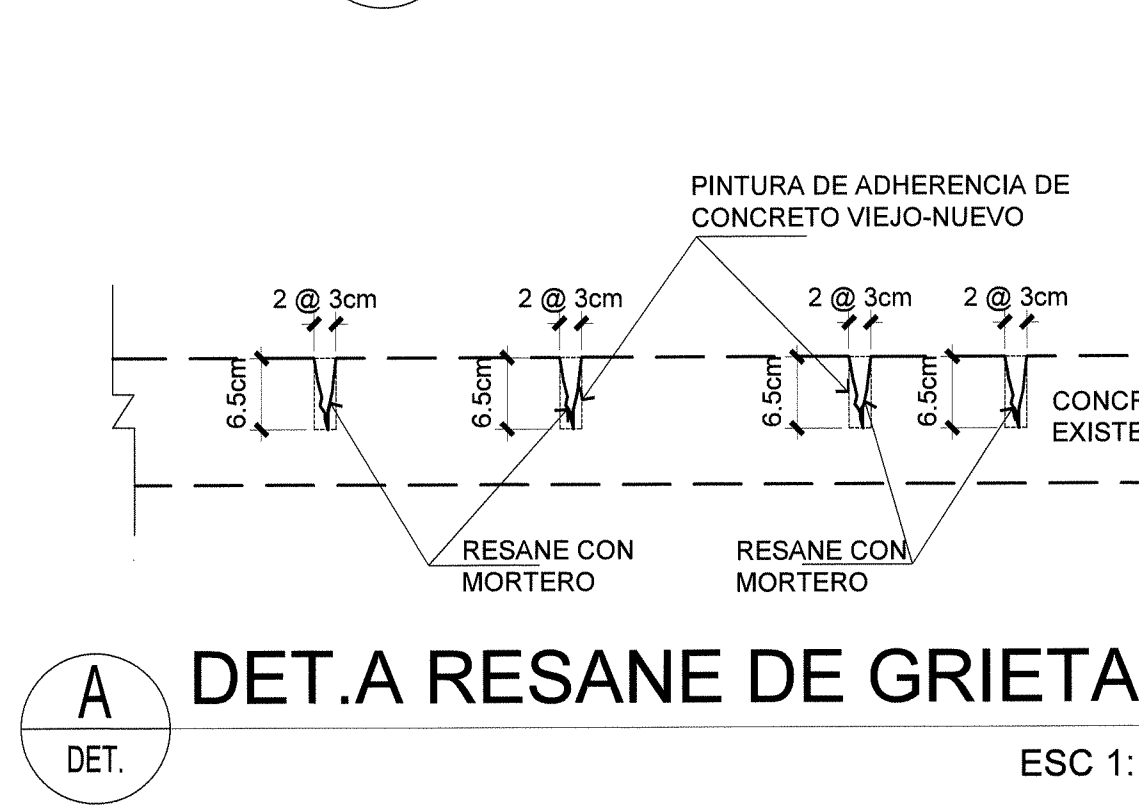 PINTURA DE ADHERENCIA DE
CONCRETO VIEJO-NUEVO
2 @ 3cm
2 @ 3cm
2 @ 3cm
2 @ 3cm
6.5cm
6.5cm
6.5cm
6.5cm
RESANE CON
MORTERO
RESANE CON
MORTERO
A
DET.
DET.A RESANE DE GRIETA
ESC 1: